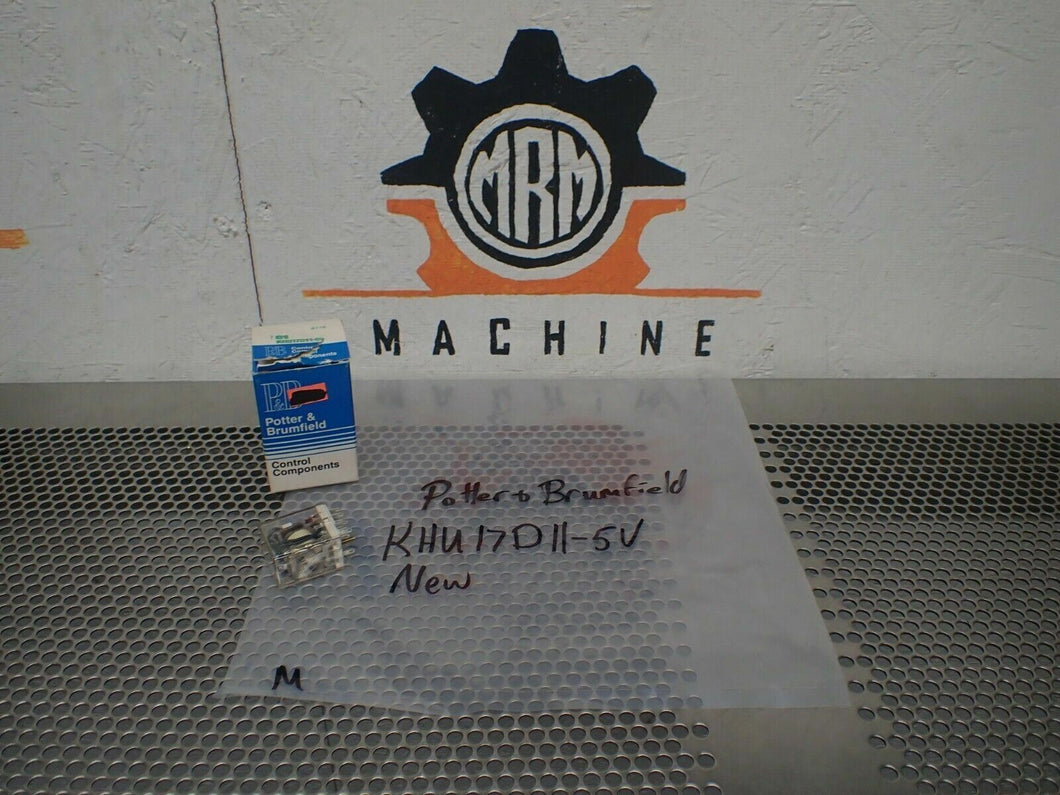 MRM
MACHINE
P&B
Potter &
Brumfield
Control
Components
Potter & Brumfield
KHU17D11-5V
New
M